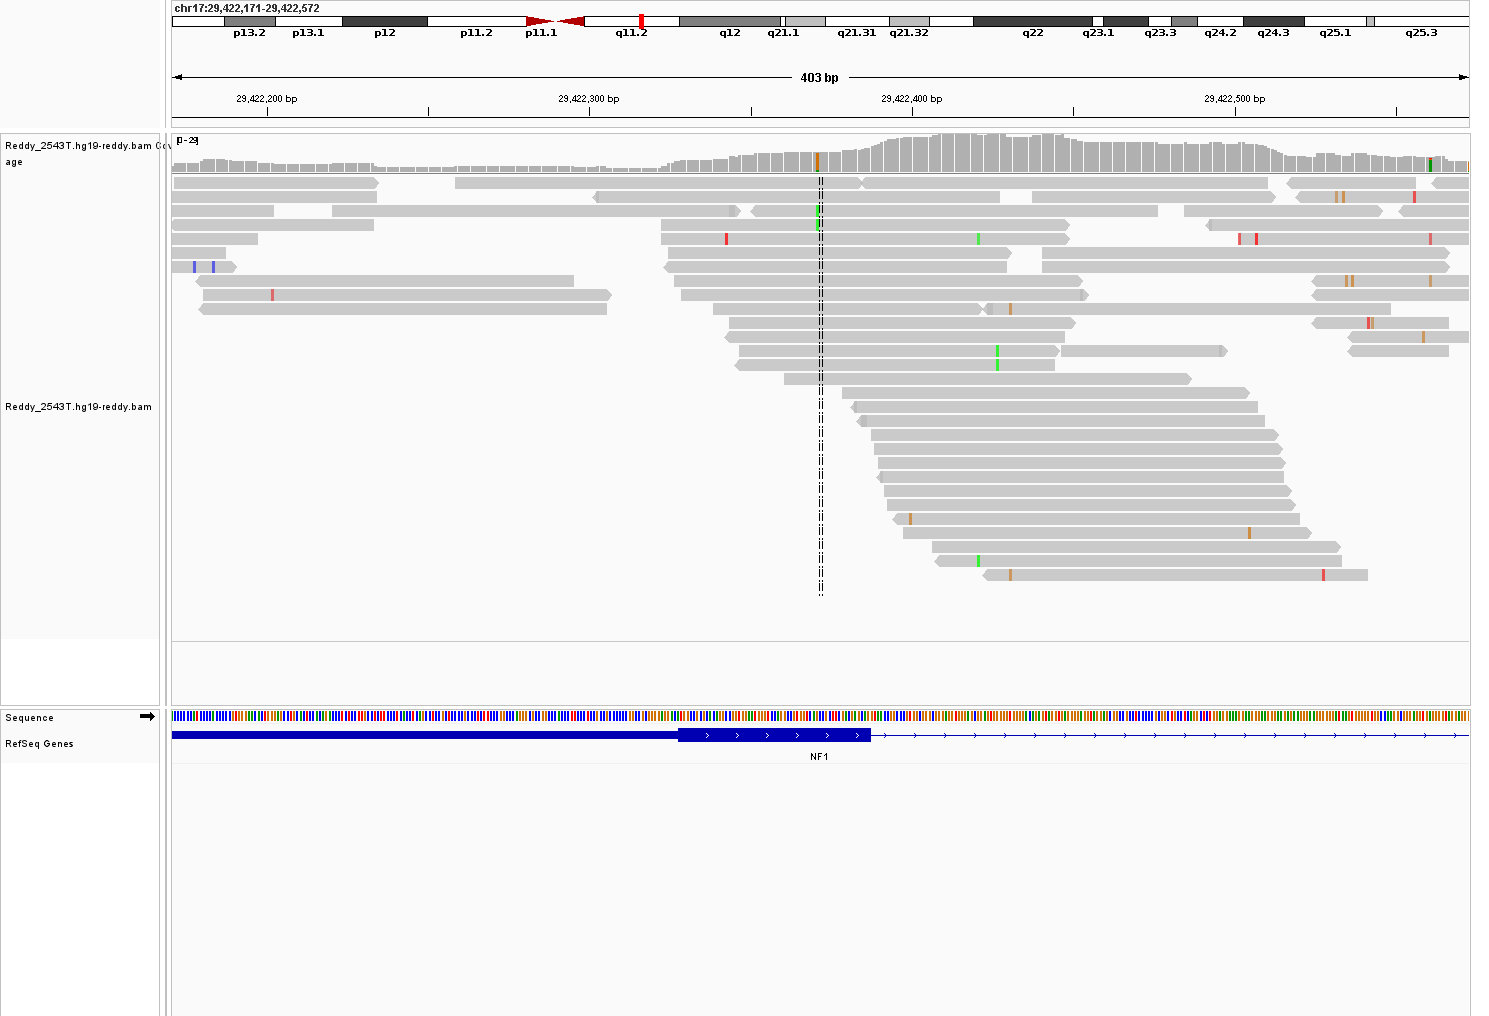 chr17:29,422,171-29,422,572
p13.2 p13.1 p12 p11.2 p11.1 q11.2 q12 q21.1 q21.31 q21.32 q22 q23.1 q23.3 q24.2 q24.3 q25.1 q25.3
403 bp
29,422,200 bp 29,422,300 bp 29,422,400 bp 29,422,500 bp
[0-29]
Reddy_2543T.hg19-reddy.bam Cov
age
Reddy_2543T.hg19-reddy.bam
Sequence
RefSeq Genes
NF1